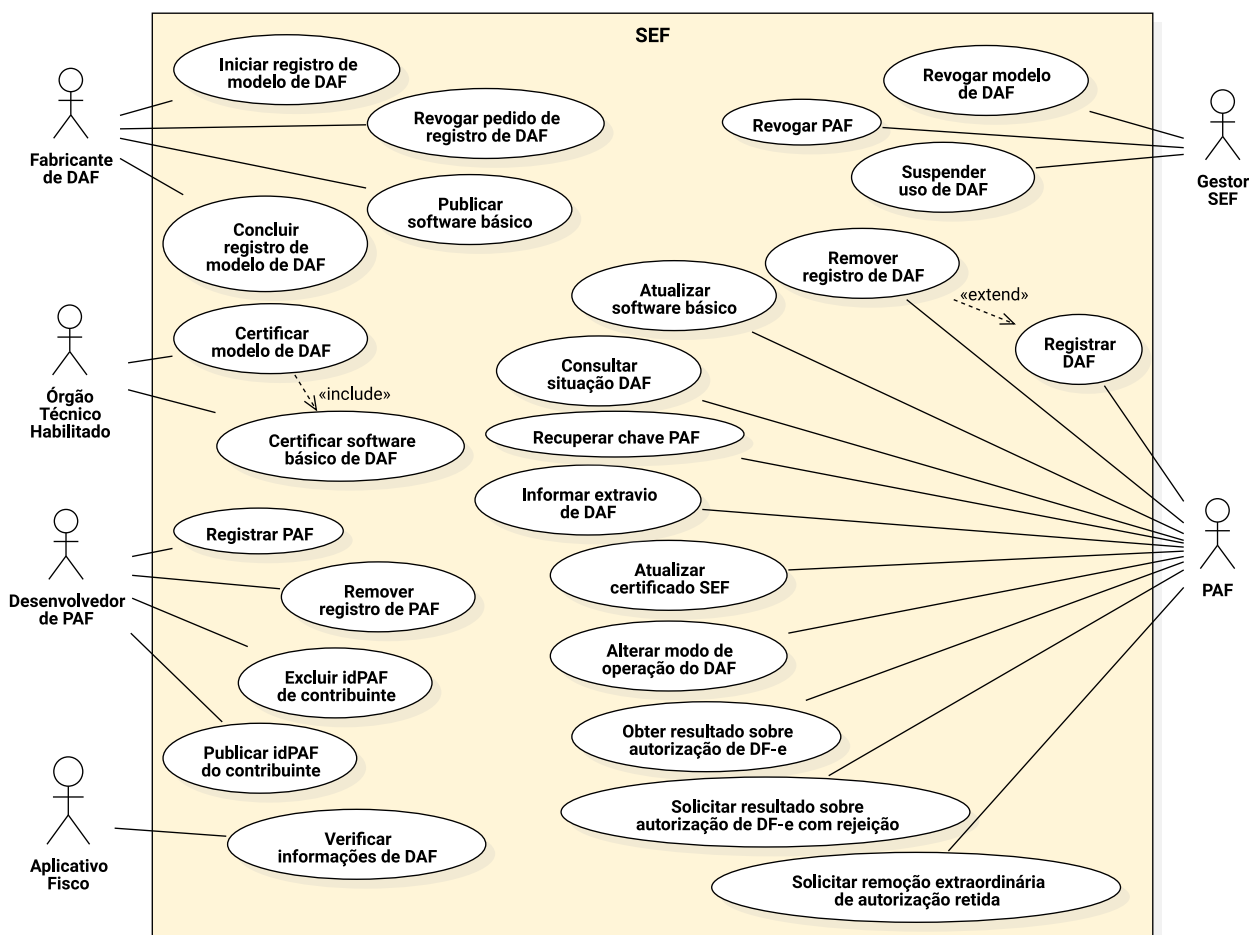 SEF
Iniciar registro de
modelo de DAF
Revogar pedido de
registro de DAF
Publicar
software básico
Concluir
registro de
modelo de DAF
Fabricante
de DAF
Revogar modelo
de DAF
Revogar PAF
Suspender
uso de DAF
Gestor
SEF
Remover
registro de DAF
«extend»
Registrar
DAF
Atualizar
software básico
Certificar
modelo de DAF
«include»
Certificar software
básico de DAF
Órgão
Técnico
Habilitado
Consultar
situação DAF
Recuperar chave PAF
Informar extravio
de DAF
Atualizar
certificado SEF
Alterar modo de
operação do DAF
Obter resultado sobre
autorização de DF-e
Solicitar resultado sobre
autorização de DF-e com rejeição
Solicitar remoção extraordinária
de autorização retida
PAF
Registrar PAF
Remover
registro de PAF
Excluir idPAF
de contribuinte
Publicar idPAF
do contribuinte
Desenvolvedor
de PAF
Verificar
informações de DAF
Aplicativo
Fisco